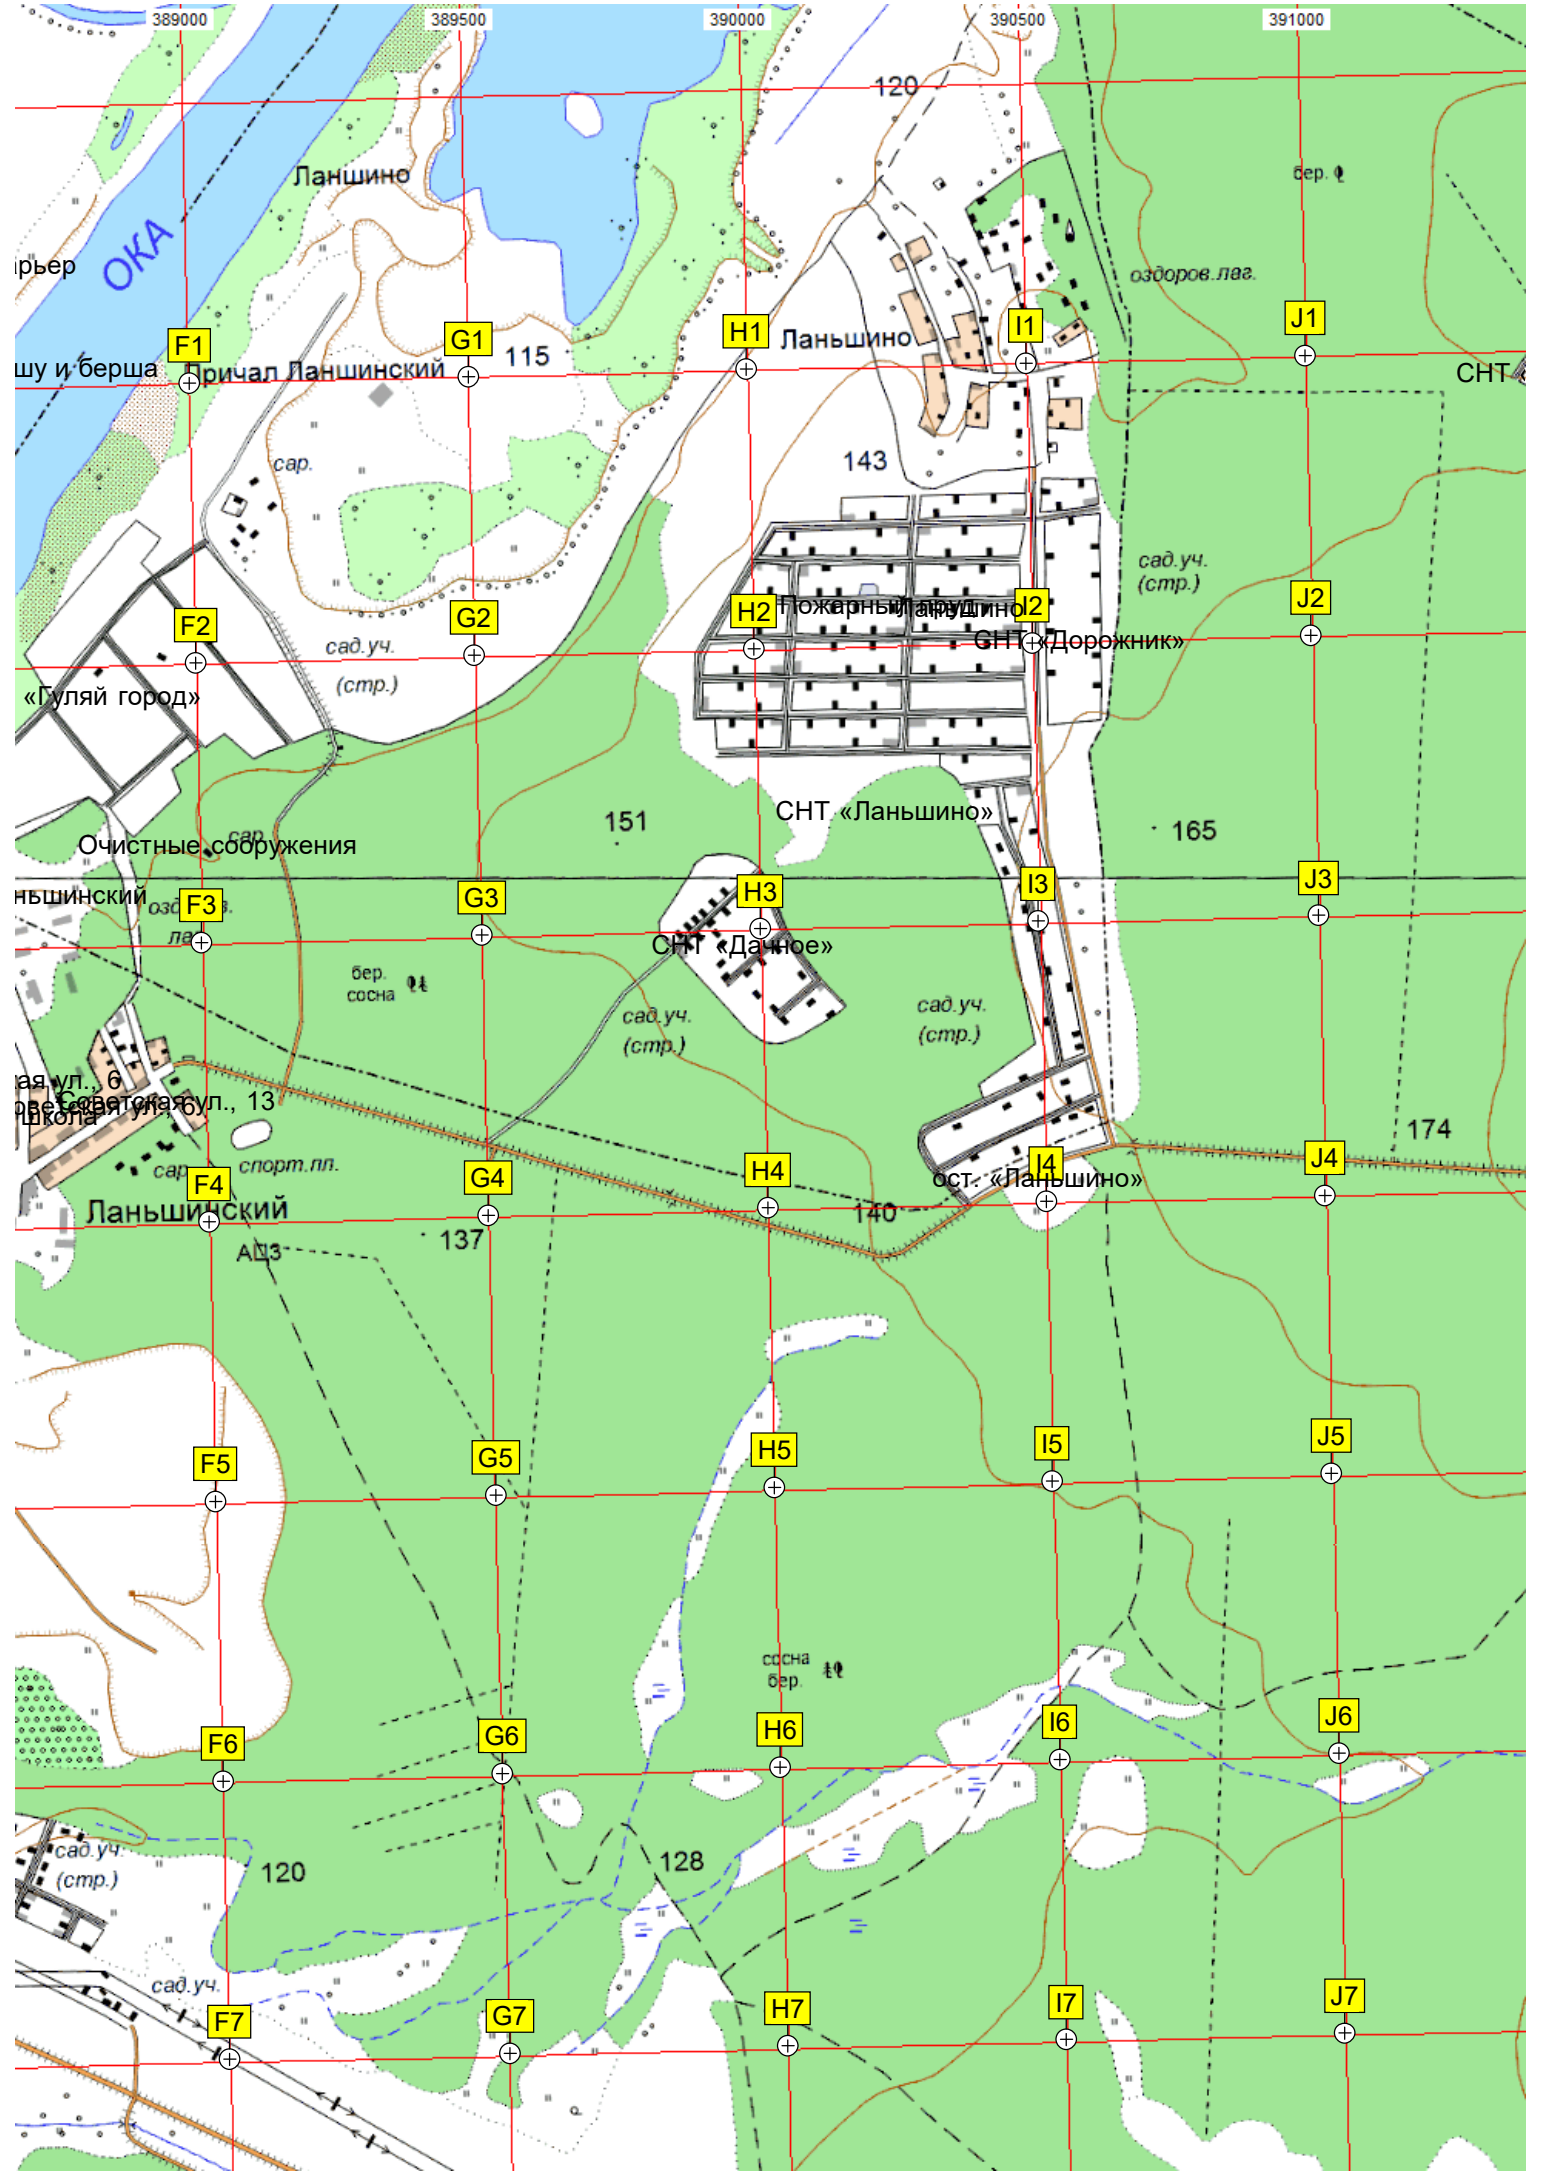 389000 389500 390000 390500 391000
120
Ланшино
бер.
ОКА
оздоров.лаг.
F1 G1 H1 I1 J1
115
Ланьшино
шу и берша
Причал Ланшинский
СНТ
143
сар.
сад.уч.
(стр.)
F2 G2 H2 I2 J2
Пожарный пруд
Ланьшино
СНТ «Дорожник»
сад.уч.
(стр.)
«Гуляй город»
151
СНТ «Ланьшино»
165
сар.
Очистные сооружения
F3 G3 H3 I3 J3
ньшинский
СНТ «Дачное»
бер.
сосна
сад.уч.
(стр.)
сад.уч.
(стр.)
ая ул., 6
Советская ул., 13
школа
174
сар.
спорт.пл.
F4 G4 H4 I4 J4
ост. «Ланьшино»
Ланьшинский
140
137
АЦЗ
F5 G5 H5 I5 J5
сосна
бер.
F6 G6 H6 I6 J6
сад.уч.
(стр.)
120
128
сад.уч.
F7 G7 H7 I7 J7